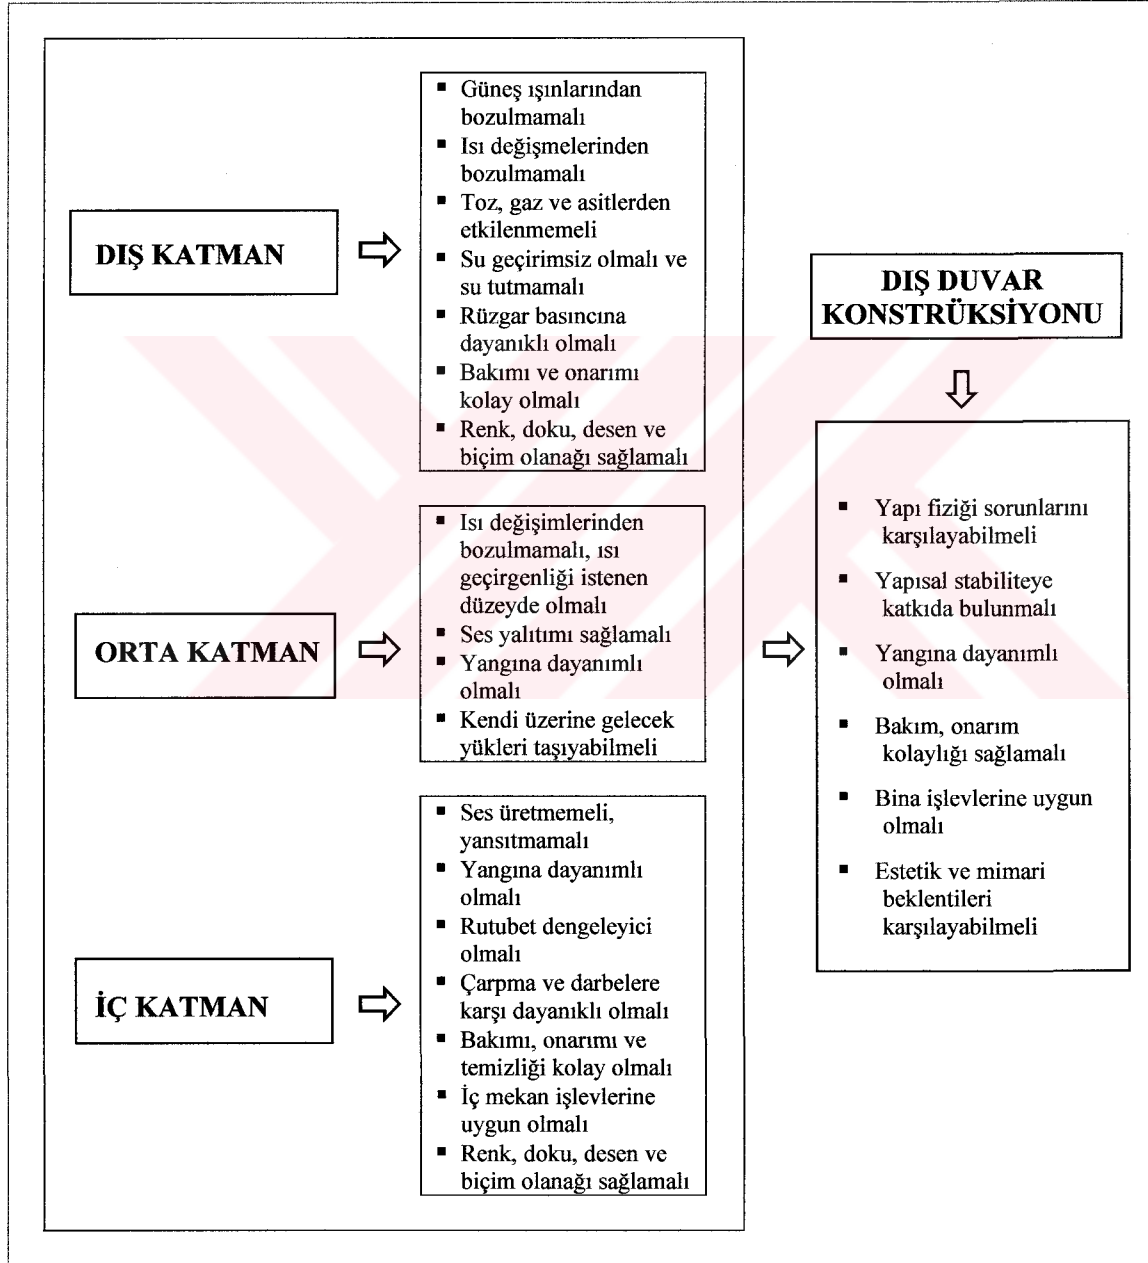 DIŞ KATMAN
▪ Güneş ışınlarından
bozulmamalı
▪ Isı değişmelerinden
bozulmamalı
▪ Toz, gaz ve asitlerden
etkilenmemeli
▪ Su geçirimsiz olmalı ve
su tutmamalı
▪ Rüzgar basıncına
dayanıklı olmalı
▪ Bakımı ve onarımı
kolay olmalı
▪ Renk, doku, desen ve
biçim olanağı sağlamalı
ORTA KATMAN
▪ Isı değişimlerinden
bozulmamalı, ısı
geçirgenliği istenen
düzeyde olmalı
▪ Ses yalıtımı sağlamalı
▪ Yangına dayanımlı
olmalı
▪ Kendi üzerine gelecek
yükleri taşıyabilmeli
İÇ KATMAN
▪ Ses üretmemeli,
yansıtmamalı
▪ Yangına dayanımlı
olmalı
▪ Rutubet dengeleyici
olmalı
▪ Çarpma ve darbelere
karşı dayanıklı olmalı
▪ Bakımı, onarımı ve
temizliği kolay olmalı
▪ İç mekan işlevlerine
uygun olmalı
▪ Renk, doku, desen ve
biçim olanağı sağlamalı
DIŞ DUVAR
KONSTRÜKSİYONU
▪ Yapı fiziği sorunlarını
karşılayabilmeli
▪ Yapısal stabiliteye
katkıda bulunmalı
▪ Yangına dayanımlı
olmalı
▪ Bakım, onarım
kolaylığı sağlamalı
▪ Bina işlevlerine uygun
olmalı
▪ Estetik ve mimari
beklentileri
karşılayabilmeli